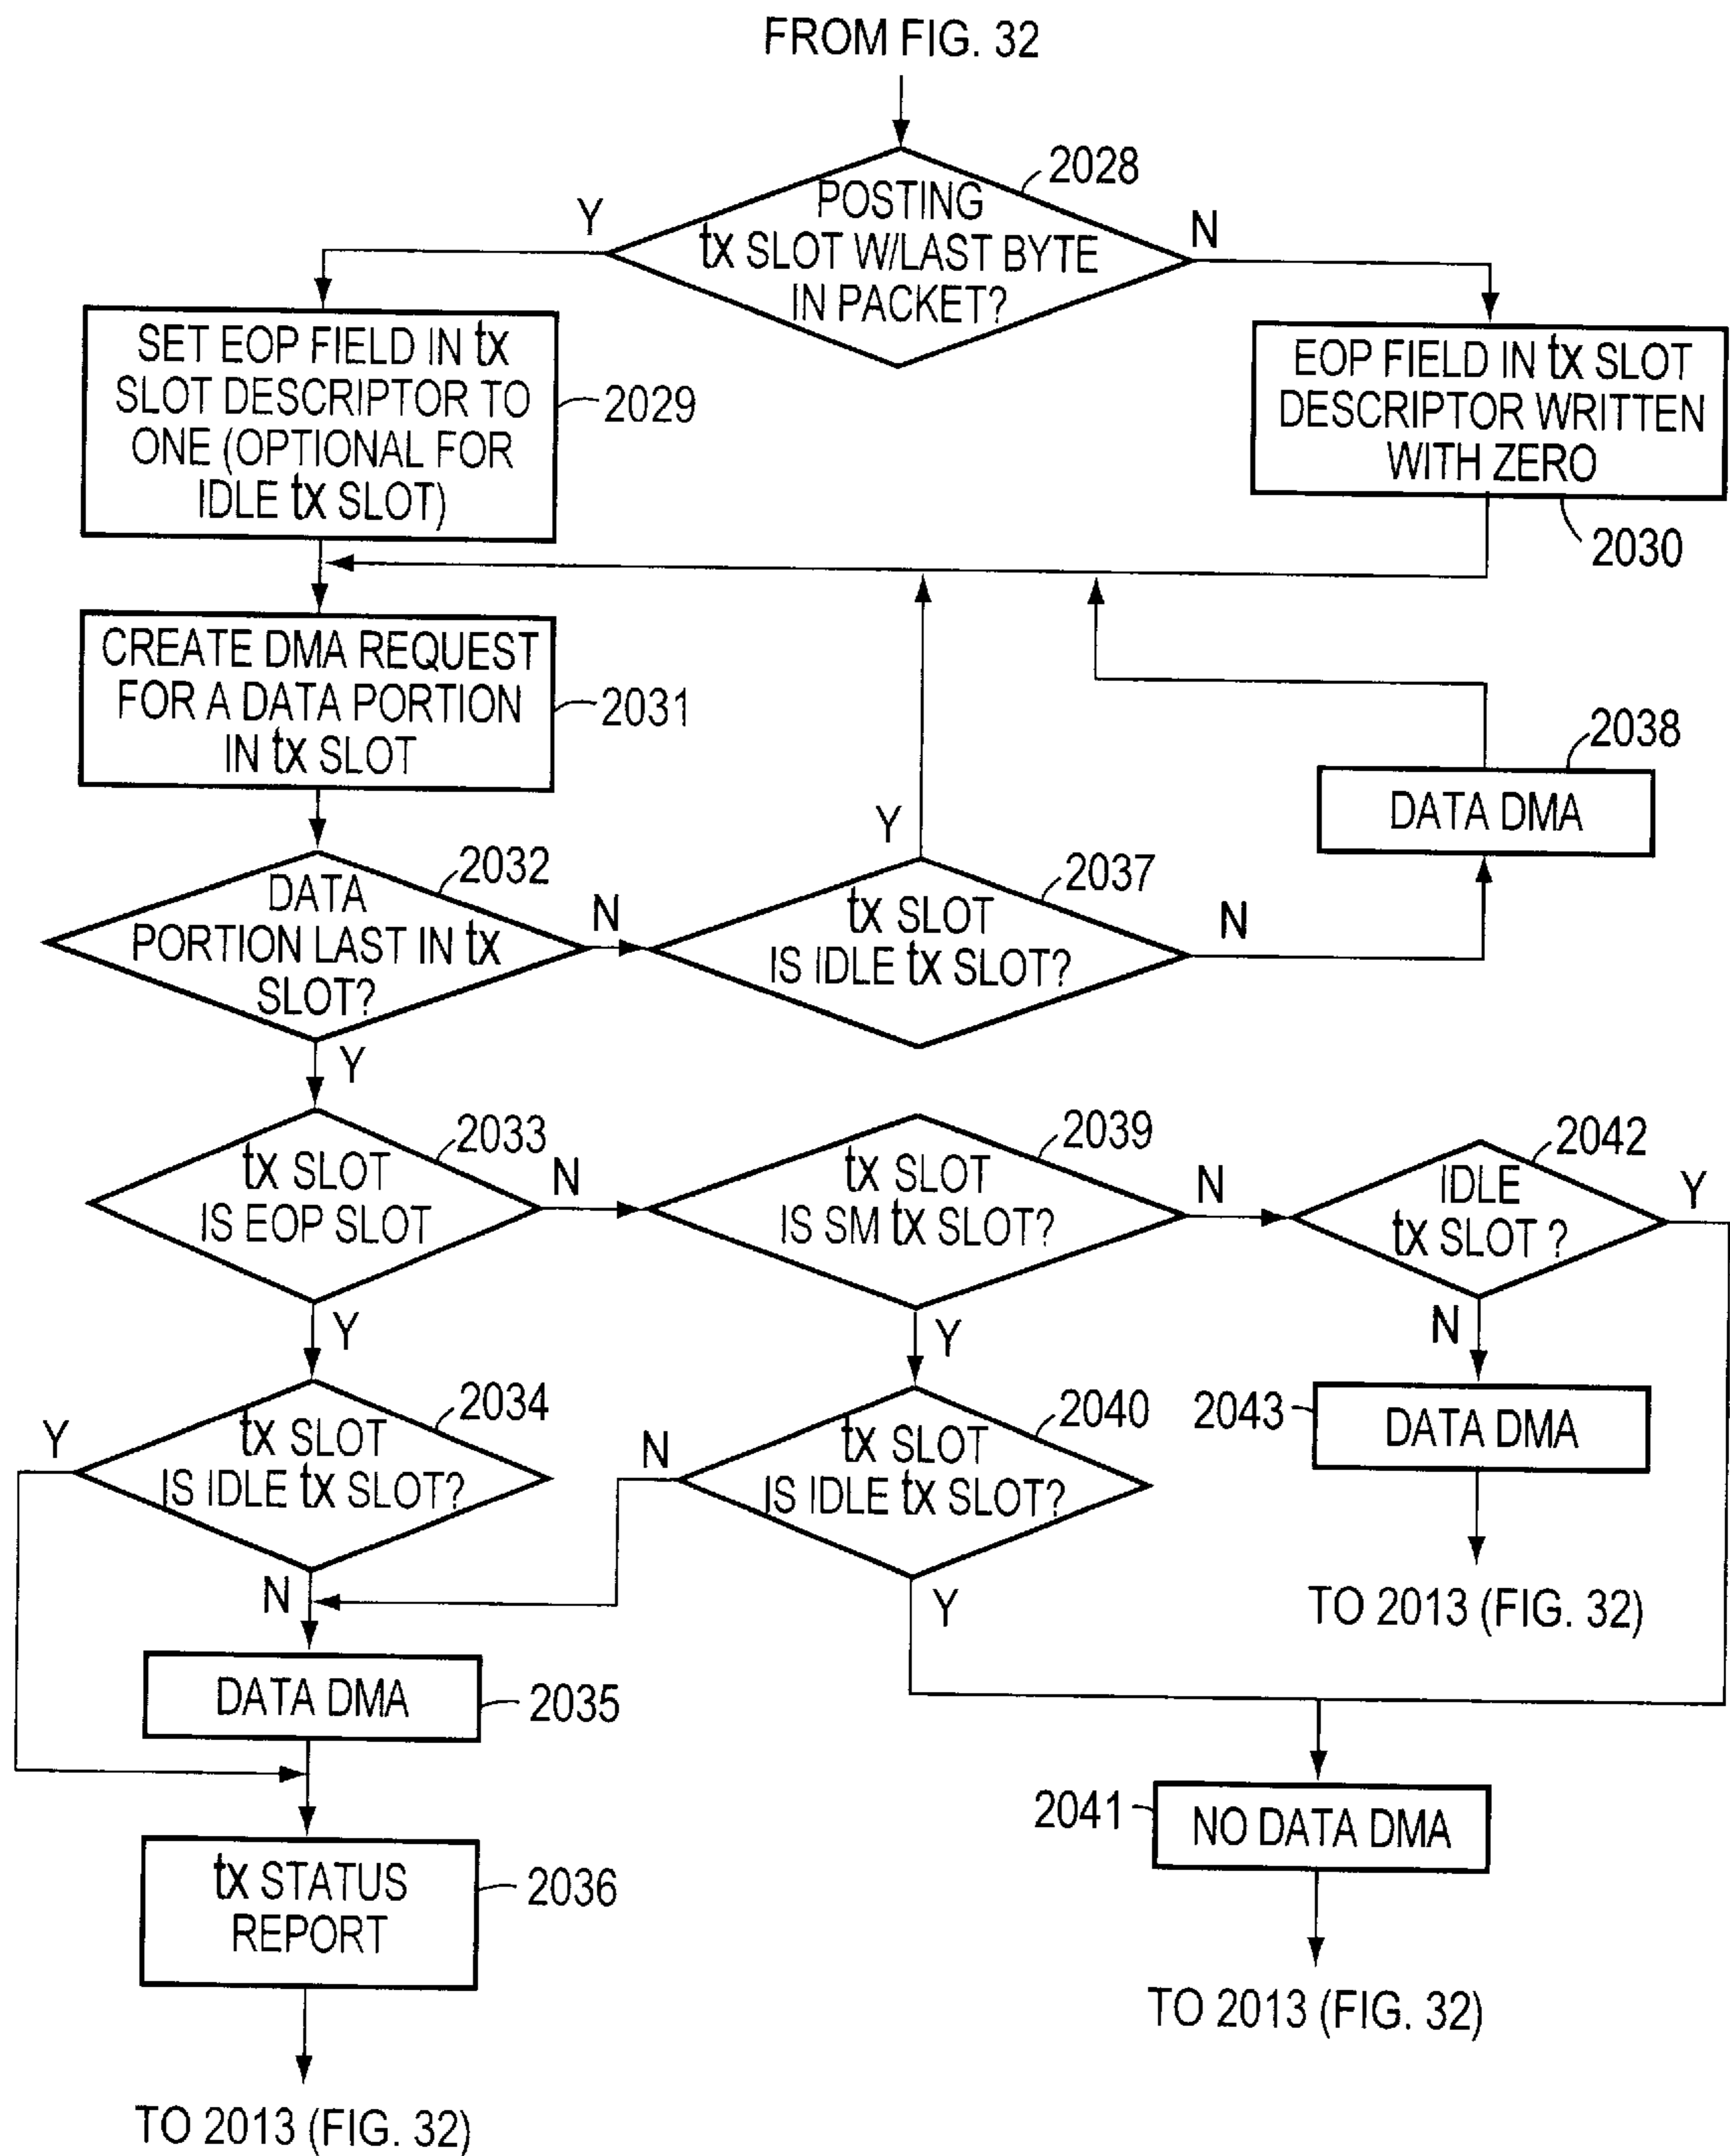 FROM FIG. 32
2028
Y
POSTING
tx SLOT W/LAST BYTE
IN PACKET?
N
SET EOP FIELD IN tx
SLOT DESCRIPTOR TO
ONE (OPTIONAL FOR
IDLE tx SLOT)
2029
EOP FIELD IN tx SLOT
DESCRIPTOR WRITTEN
WITH ZERO
2030
CREATE DMA REQUEST
FOR A DATA PORTION
IN tx SLOT
2031
2038
DATA DMA
Y
2032
DATA
PORTION LAST IN tx
SLOT?
N
2037
tx SLOT
IS IDLE tx SLOT?
N
Y
2033
tx SLOT
IS EOP SLOT
N
2039
tx SLOT
IS SM tx SLOT?
N
2042
IDLE
tx SLOT ?
Y
Y
Y
N
2034
Y
tx SLOT
IS IDLE tx SLOT?
2040
N
tx SLOT
IS IDLE tx SLOT?
2043
DATA DMA
N
Y
TO 2013 (FIG. 32)
DATA DMA
2035
2041
NO DATA DMA
tx STATUS
REPORT
2036
TO 2013 (FIG. 32)
TO 2013 (FIG. 32)